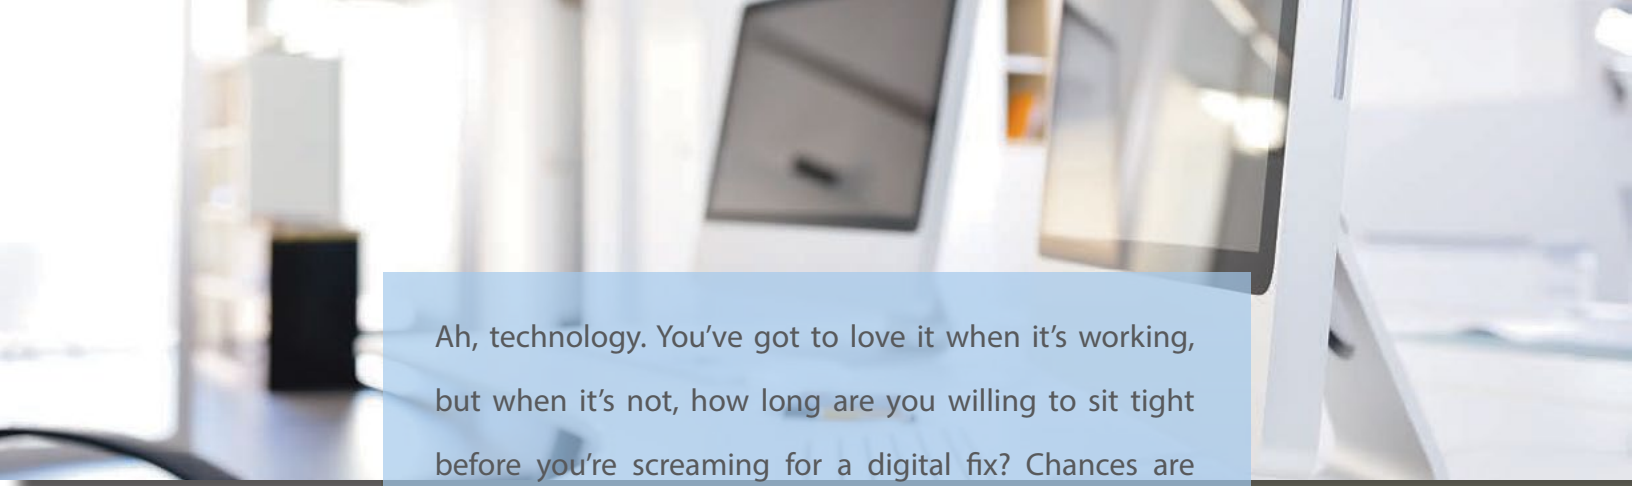 Ah, technology. You’ve got to love it when it’s working,
but when it’s not, how long are you willing to sit tight
before you’re screaming for a digital fix? Chances are